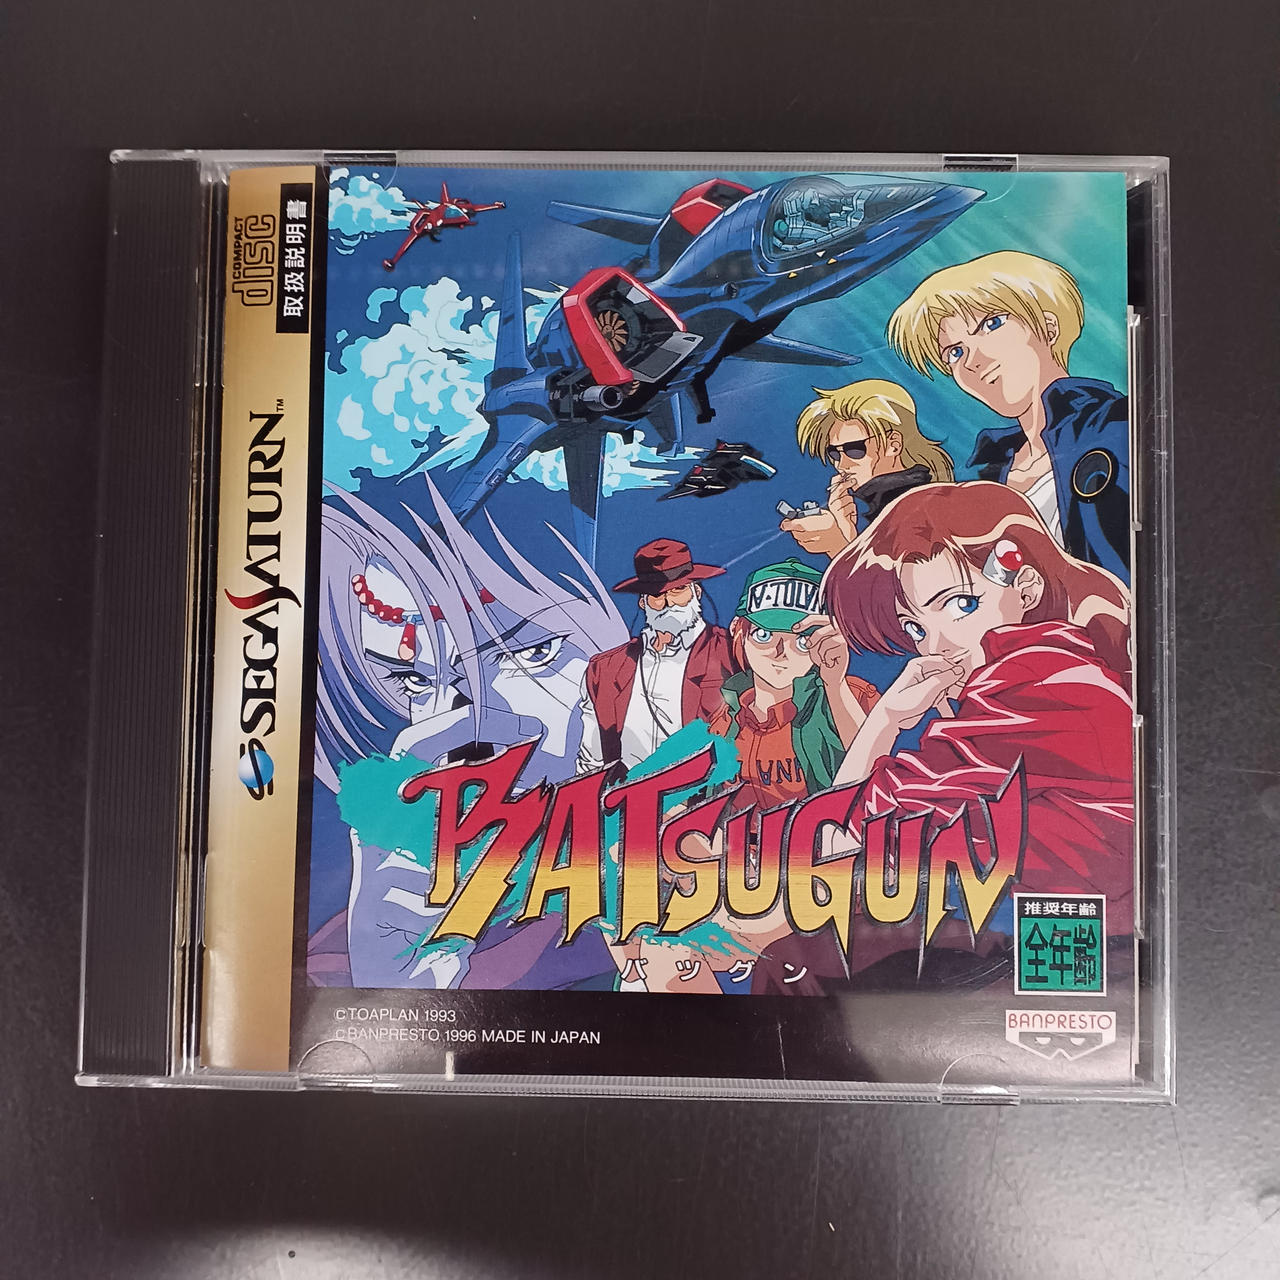 COMPACT
disc
取扱説明書
SEGA SATURN™
BATSUGUN
バツグン
推奨年齢
全年齢
©TOAPLAN 1993
©BANPRESTO 1996 MADE IN JAPAN
BANPRESTO